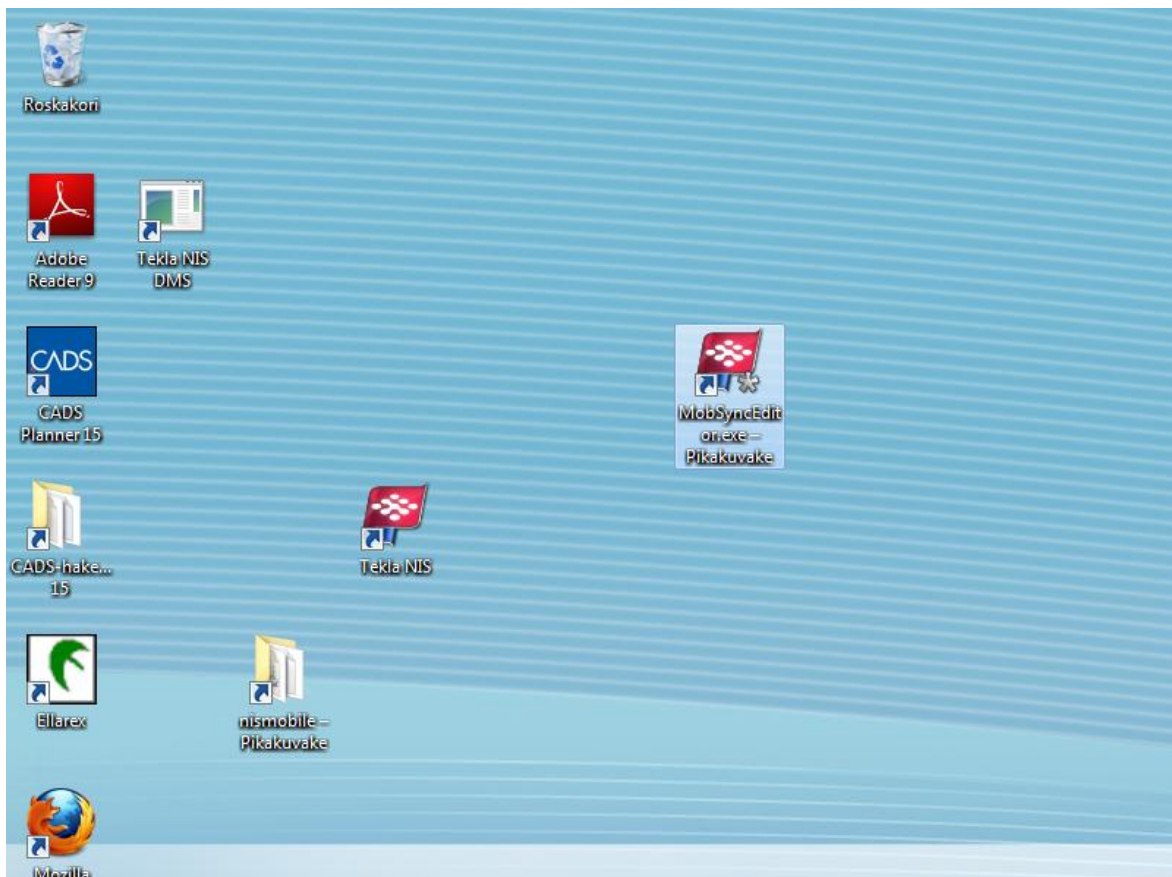 Roskakori
Adobe
Reader 9
Tekla NIS
DMS
CADS
CADS
Planner 15
MobSyncEdit
or.exe –
Pikakuvake
CADS-hake...
15
Tekla NIS
Ellarex
nismobile –
Pikakuvake
Mozilla